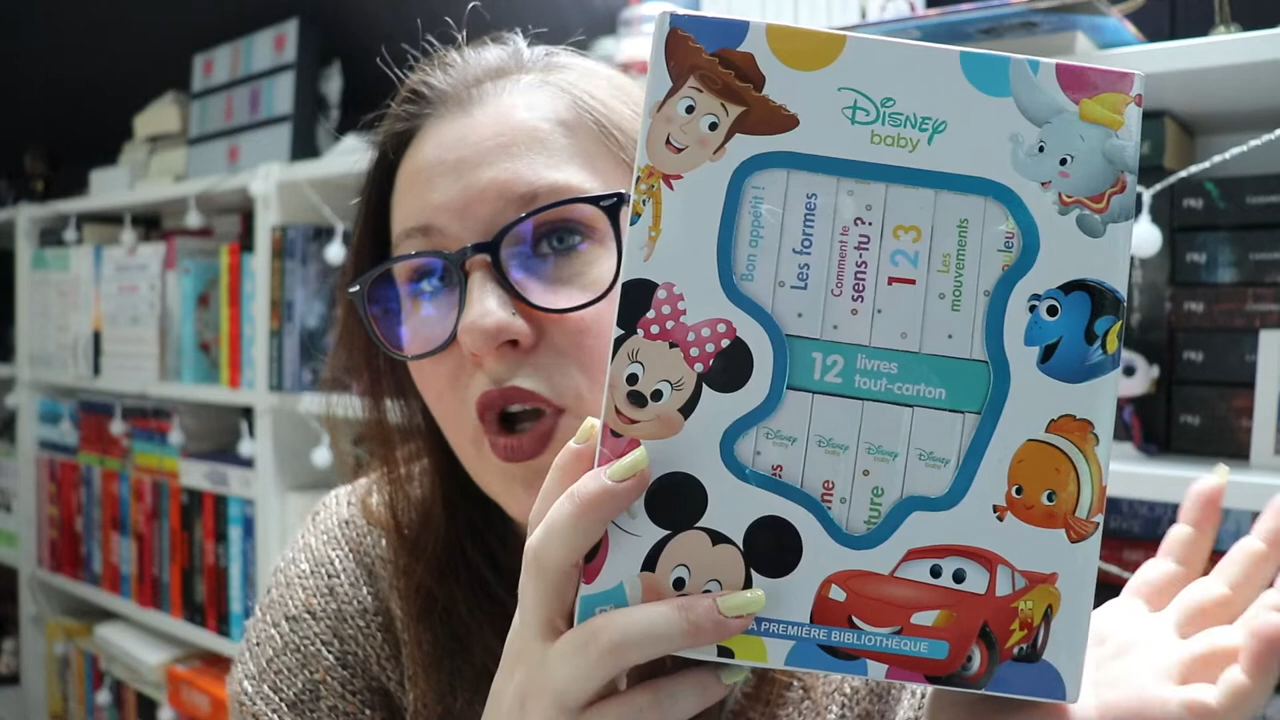 Disney
baby
Bon appétit !
Les formes
Comment te
sens-tu ?
1 2 3
Les
mouvements
12 livres
tout-carton
Disney
baby
Disney
baby
Disney
baby
Disney
baby
PREMIÈRE BIBLIOTHÈQUE